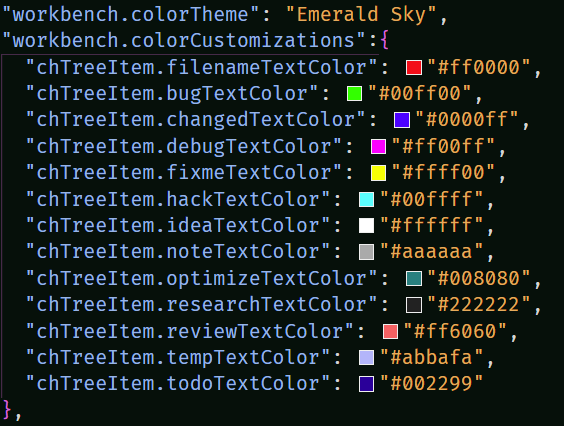 "workbench.colorTheme": "Emerald Sky",
"workbench.colorCustomizations":{
"chTreeItem.filenameTextColor": "#ff0000",
"chTreeItem.bugTextColor": "#00ff00",
"chTreeItem.changedTextColor": "#0000ff",
"chTreeItem.debugTextColor": "#ff00ff",
"chTreeItem.fixmeTextColor": "#ffff00",
"chTreeItem.hackTextColor": "#00ffff",
"chTreeItem.ideaTextColor": "#ffffff",
"chTreeItem.noteTextColor": "#aaaaaa",
"chTreeItem.optimizeTextColor": "#008080",
"chTreeItem.researchTextColor": "#222222",
"chTreeItem.reviewTextColor": "#ff6060",
"chTreeItem.tempTextColor": "#abbafa",
"chTreeItem.todoTextColor": "#002299"
},